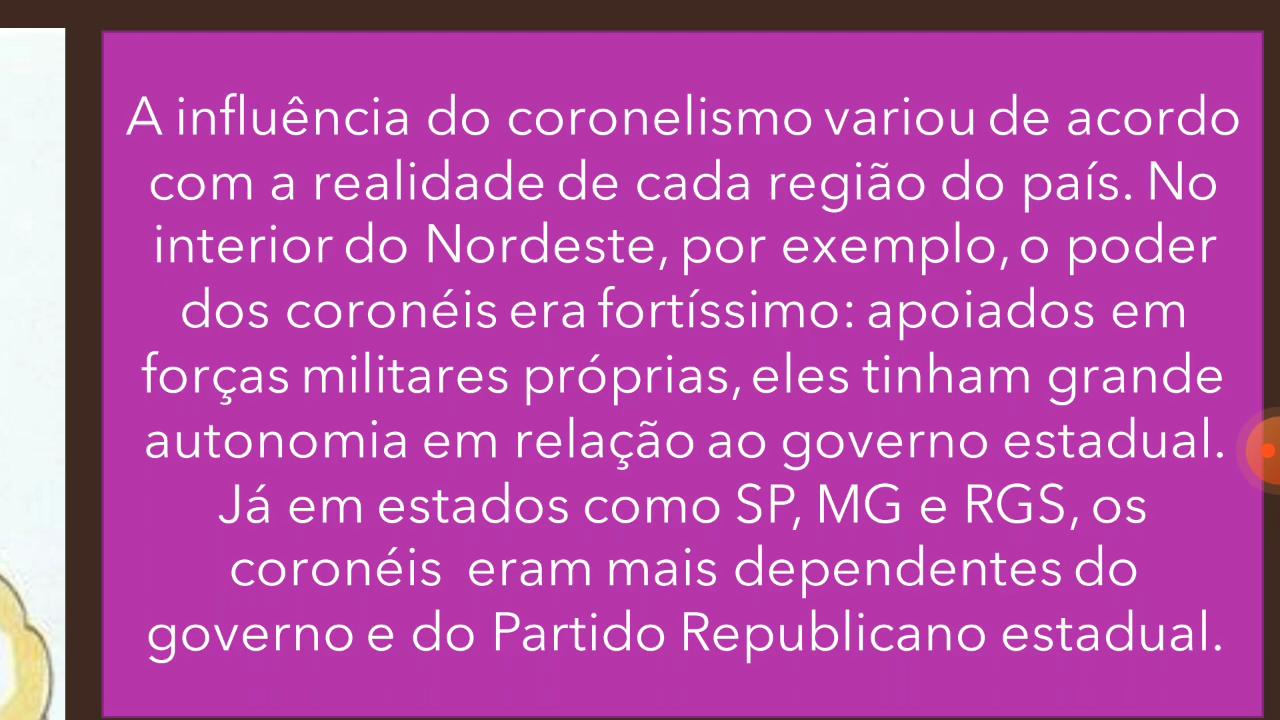 A influência do coronelismo variou de acordo
com a realidade de cada região do país. No
interior do Nordeste, por exemplo, o poder
dos coronéis era fortíssimo: apoiados em
forças militares próprias, eles tinham grande
autonomia em relação ao governo estadual.
Já em estados como SP, MG e RGS, os
coronéis eram mais dependentes do
governo e do Partido Republicano estadual.